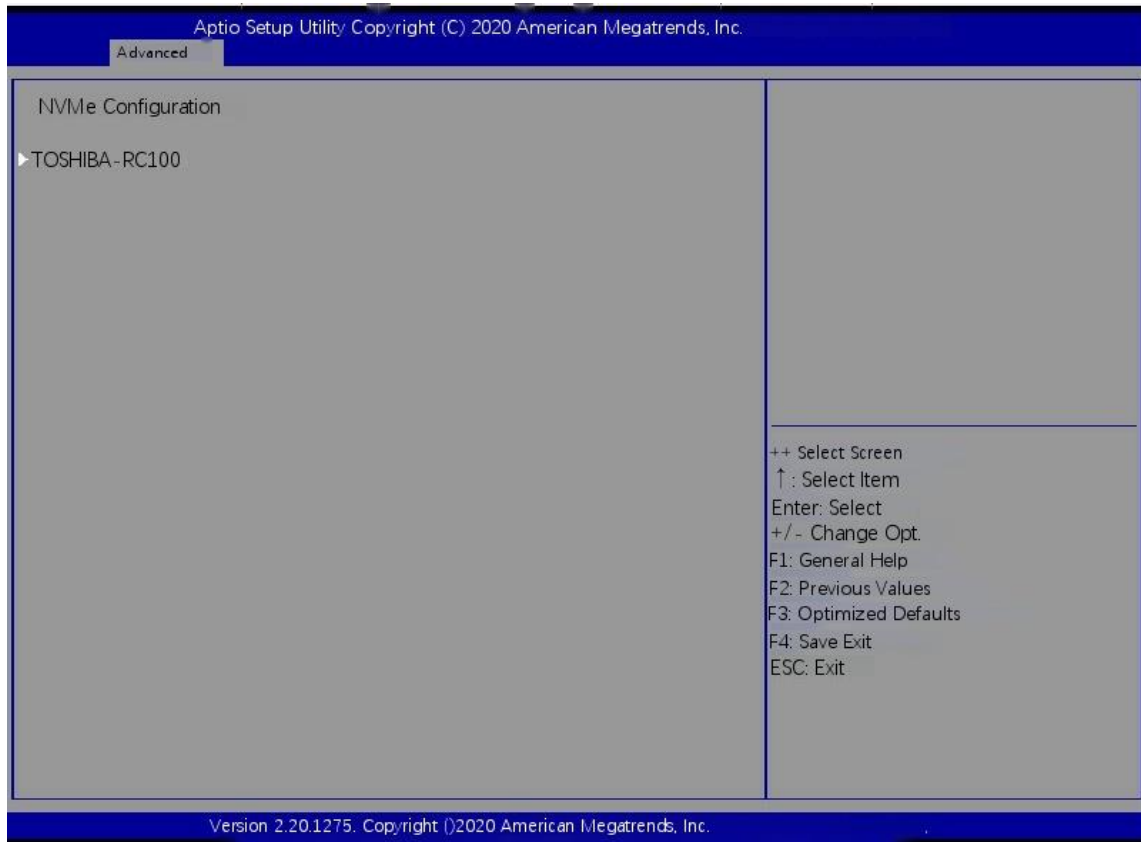 Aptio Setup Utility Copyright (C) 2020 American Megatrends, Inc.
Advanced
NVMe Configuration
TOSHIBA-RC100
++ Select Screen
↑ : Select Item
Enter: Select
+/- Change Opt.
F1: General Help
F2: Previous Values
F3: Optimized Defaults
F4: Save Exit
ESC: Exit
Version 2.20.1275. Copyright ()2020 American Megatrends, Inc.